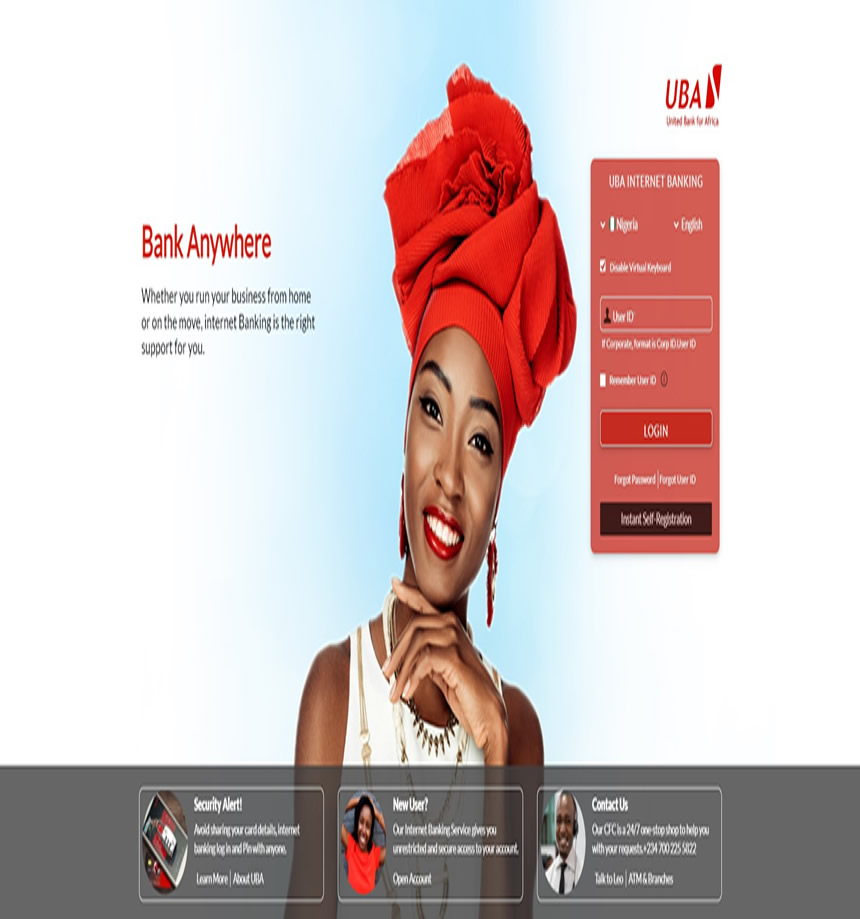 UBA
United Bank for Africa
UBA INTERNET BANKING
Nigeria
English
Disable Virtual Keyboard
User ID
If Corporate, format is Corp ID.User ID
Remember User ID
LOGIN
Forgot Password | Forgot User ID
Instant Self-Registration
Bank Anywhere
Whether you run your business from home
or on the move, internet Banking is the right
support for you.
Security Alert!
Avoid sharing your card details, internet
banking log in and Pin with anyone.
Learn More | About UBA
New User?
Our Internet Banking Service gives you
unrestricted and secure access to your account.
Open Account
Contact Us
Our CFC is a 24/7 one-stop shop to help you
with your requests.+234 700 225 5822
Talk to Leo | ATM & Branches